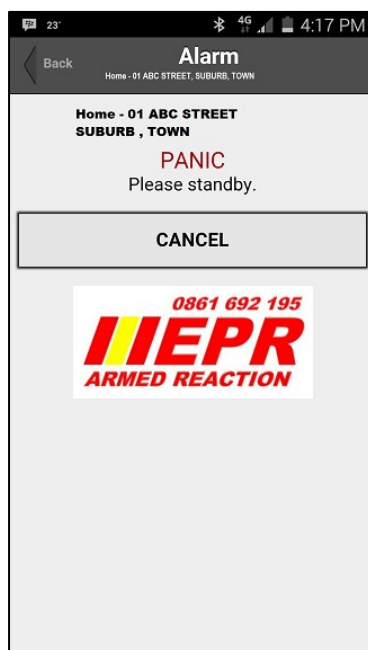 23°
4G
4:17 PM
Back
Alarm
Home - 01 ABC STREET, SUBURB, TOWN
Home - 01 ABC STREET
SUBURB , TOWN
PANIC
Please standby.
CANCEL
0861 692 195
EPR
ARMED REACTION